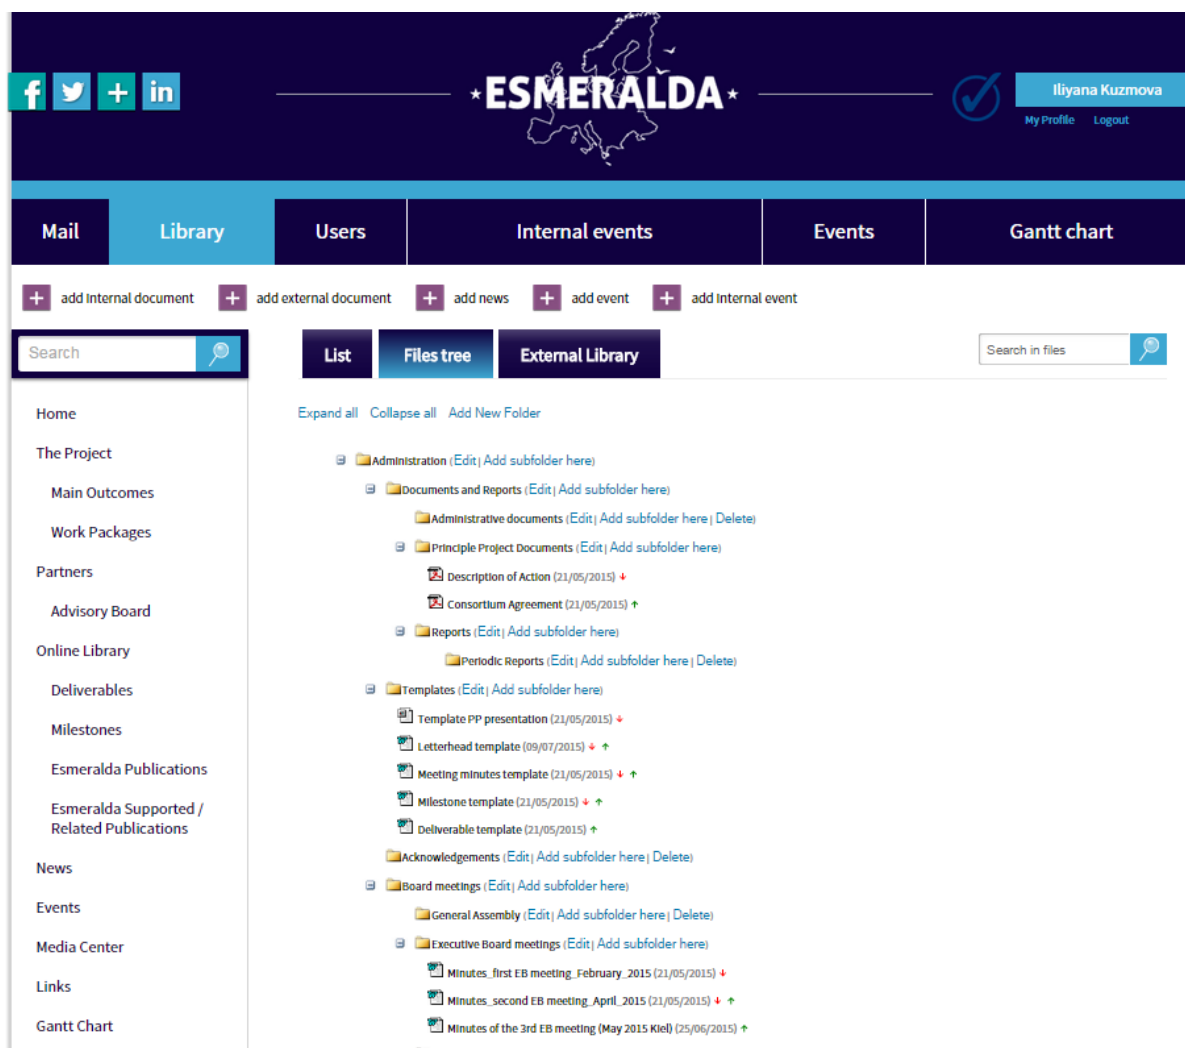 f + in
★ESMERALDA★
Iliyana Kuzmova
My Profile Logout
Mail Library Users Internal events Events Gantt chart
+ add Internal document + add external document + add news + add event + add Internal event
Search
List Files tree External Library
Search in files
Home
The Project
Main Outcomes
Work Packages
Partners
Advisory Board
Online Library
Deliverables
Milestones
Esmeralda Publications
Esmeralda Supported /
Related Publications
News
Events
Media Center
Links
Gantt Chart
Expand all Collapse all Add New Folder
Administration (Edit | Add subfolder here)
Documents and Reports (Edit | Add subfolder here)
Administrative documents (Edit | Add subfolder here | Delete)
Principle Project Documents (Edit | Add subfolder here)
Description of Action (21/05/2015) ↓
Consortium Agreement (21/05/2015) ↑
Reports (Edit | Add subfolder here)
Periodic Reports (Edit | Add subfolder here | Delete)
Templates (Edit | Add subfolder here)
Template PP presentation (21/05/2015) ↓
Letterhead template (09/07/2015) ↓ ↑
Meeting minutes template (21/05/2015) ↓ ↑
Milestone template (21/05/2015) ↓ ↑
Deliverable template (21/05/2015) ↑
Acknowledgements (Edit | Add subfolder here | Delete)
Board meetings (Edit | Add subfolder here)
General Assembly (Edit | Add subfolder here | Delete)
Executive Board meetings (Edit | Add subfolder here)
Minutes_first EB meeting_February_2015 (21/05/2015) ↓
Minutes_second EB meeting_April_2015 (21/05/2015) ↓ ↑
Minutes of the 3rd EB meeting (May 2015 Kiel) (25/06/2015) ↑